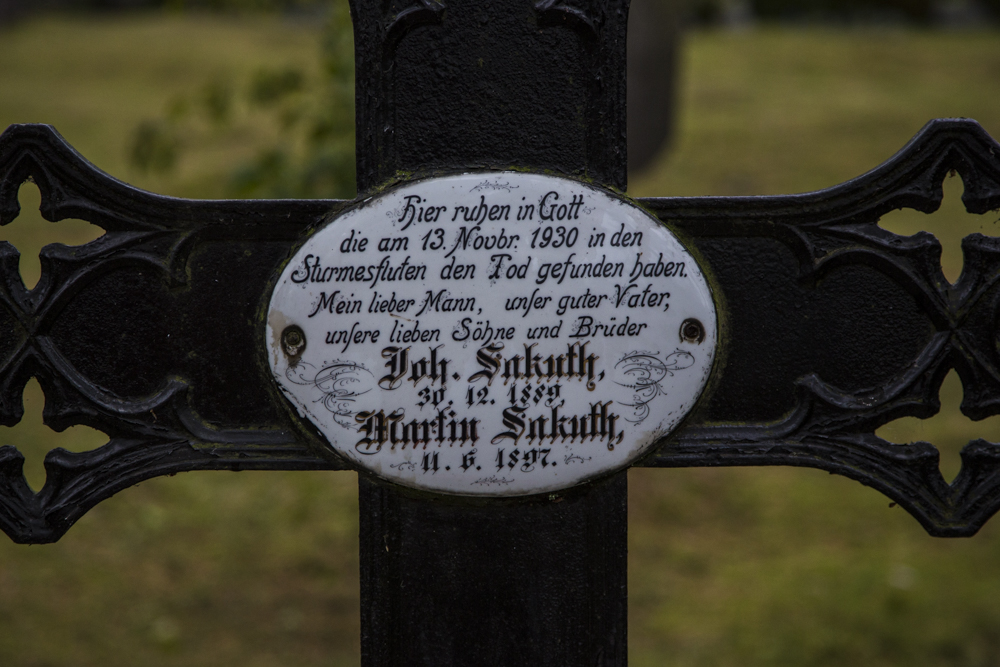 Hier ruhen in Gott
die am 13. Novbr. 1930 in den
Sturmesfluten den Tod gefunden haben.
Mein lieber Mann, unſer guter Vater,
unſere lieben Söhne und Brüder
Joh. Sakuth,
30. 12. 1889.
Martin Sakuth,
11. 6. 1897.